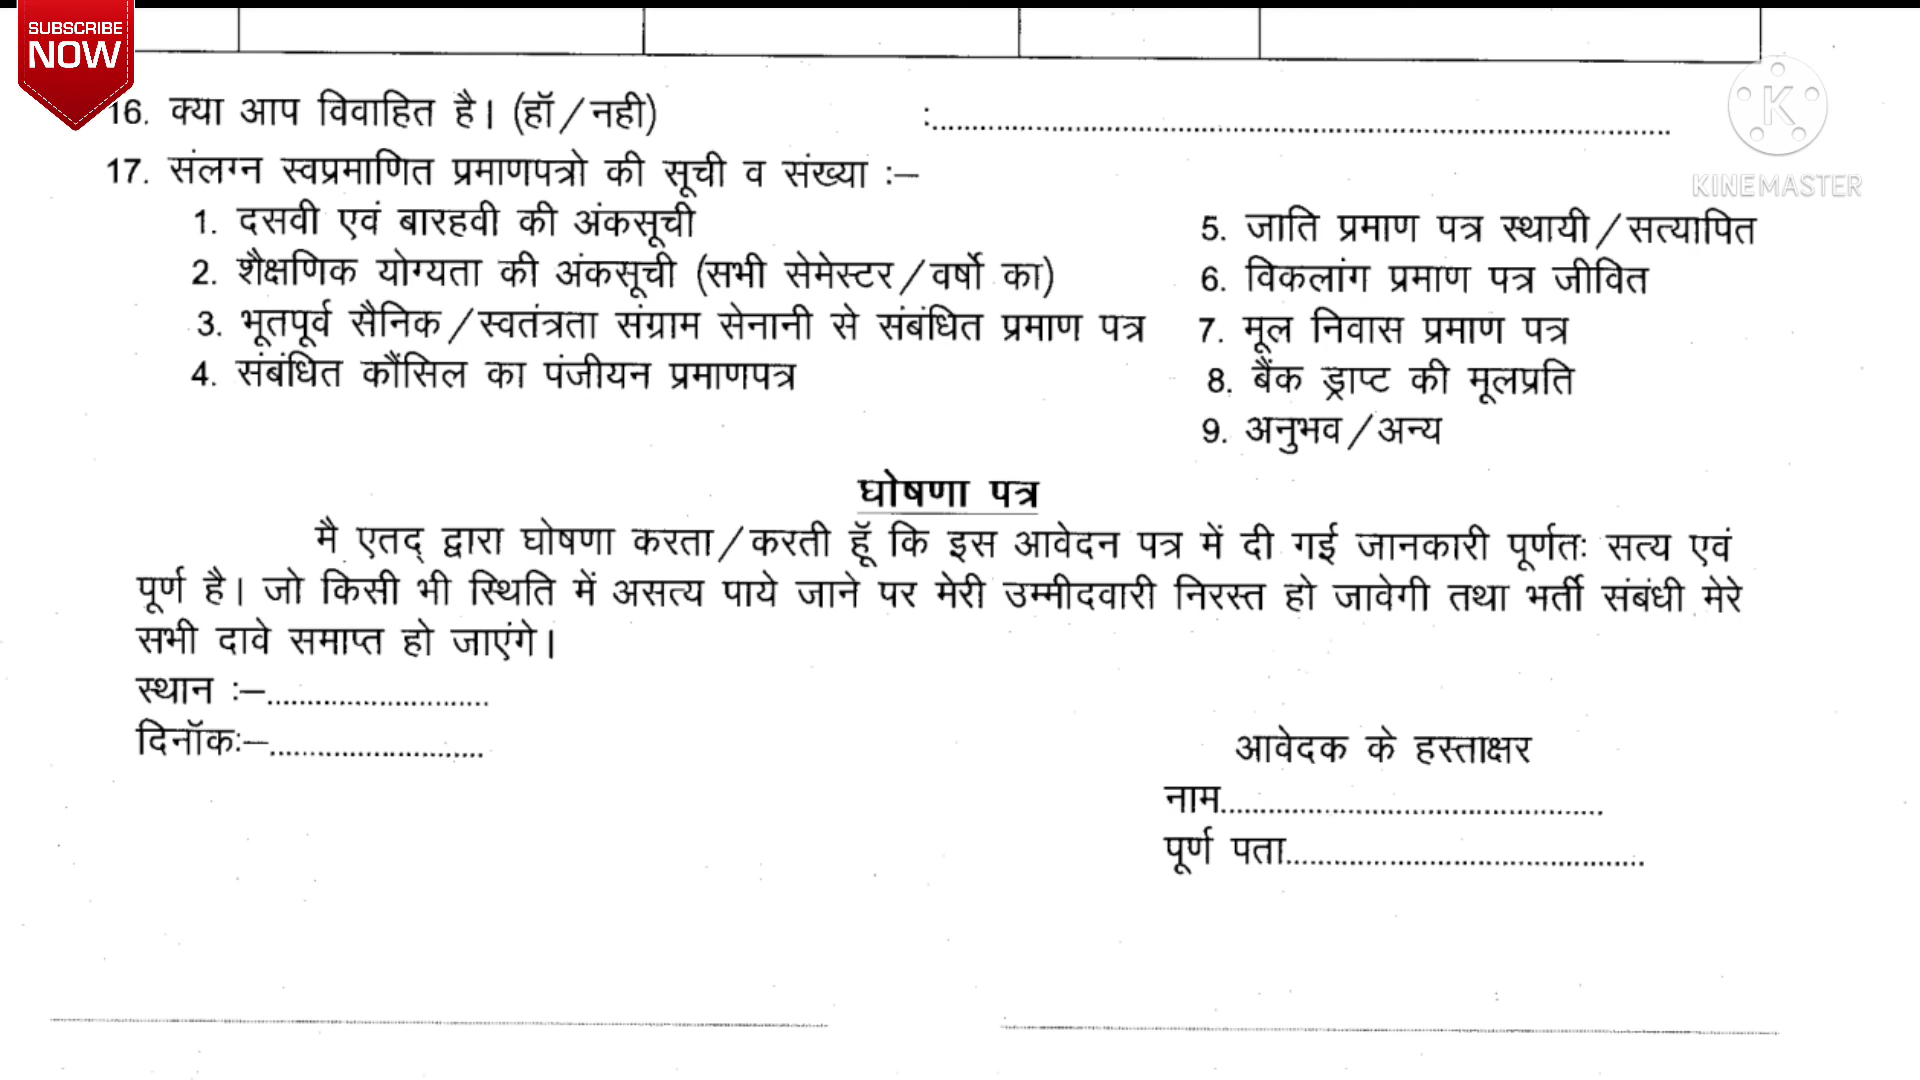 SUBSCRIBE
NOW
16. क्या आप विवाहित है। (हॉ/नही) :....................
KINEMASTER
17. संलग्न स्वप्रमाणित प्रमाणपत्रो की सूची व संख्या :–
1. दसवी एवं बारहवी की अंकसूची
2. शैक्षणिक योग्यता की अंकसूची (सभी सेमेस्टर/वर्षो का)
3. भूतपूर्व सैनिक/स्वतंत्रता संग्राम सेनानी से संबंधित प्रमाण पत्र
4. संबंधित कौंसिल का पंजीयन प्रमाणपत्र
5. जाति प्रमाण पत्र स्थायी/सत्यापित
6. विकलांग प्रमाण पत्र जीवित
7. मूल निवास प्रमाण पत्र
8. बैंक ड्राप्ट की मूलप्रति
9. अनुभव/अन्य
घोषणा पत्र
मै एतद् द्वारा घोषणा करता/करती हूॅ कि इस आवेदन पत्र में दी गई जानकारी पूर्णतः सत्य एवं
पूर्ण है। जो किसी भी स्थिति में असत्य पाये जाने पर मेरी उम्मीदवारी निरस्त हो जावेगी तथा भर्ती संबंधी मेरे
सभी दावे समाप्त हो जाएंगे।
स्थान :–....................
दिनॉकः–....................
आवेदक के हस्ताक्षर
नाम....................
पूर्ण पता....................